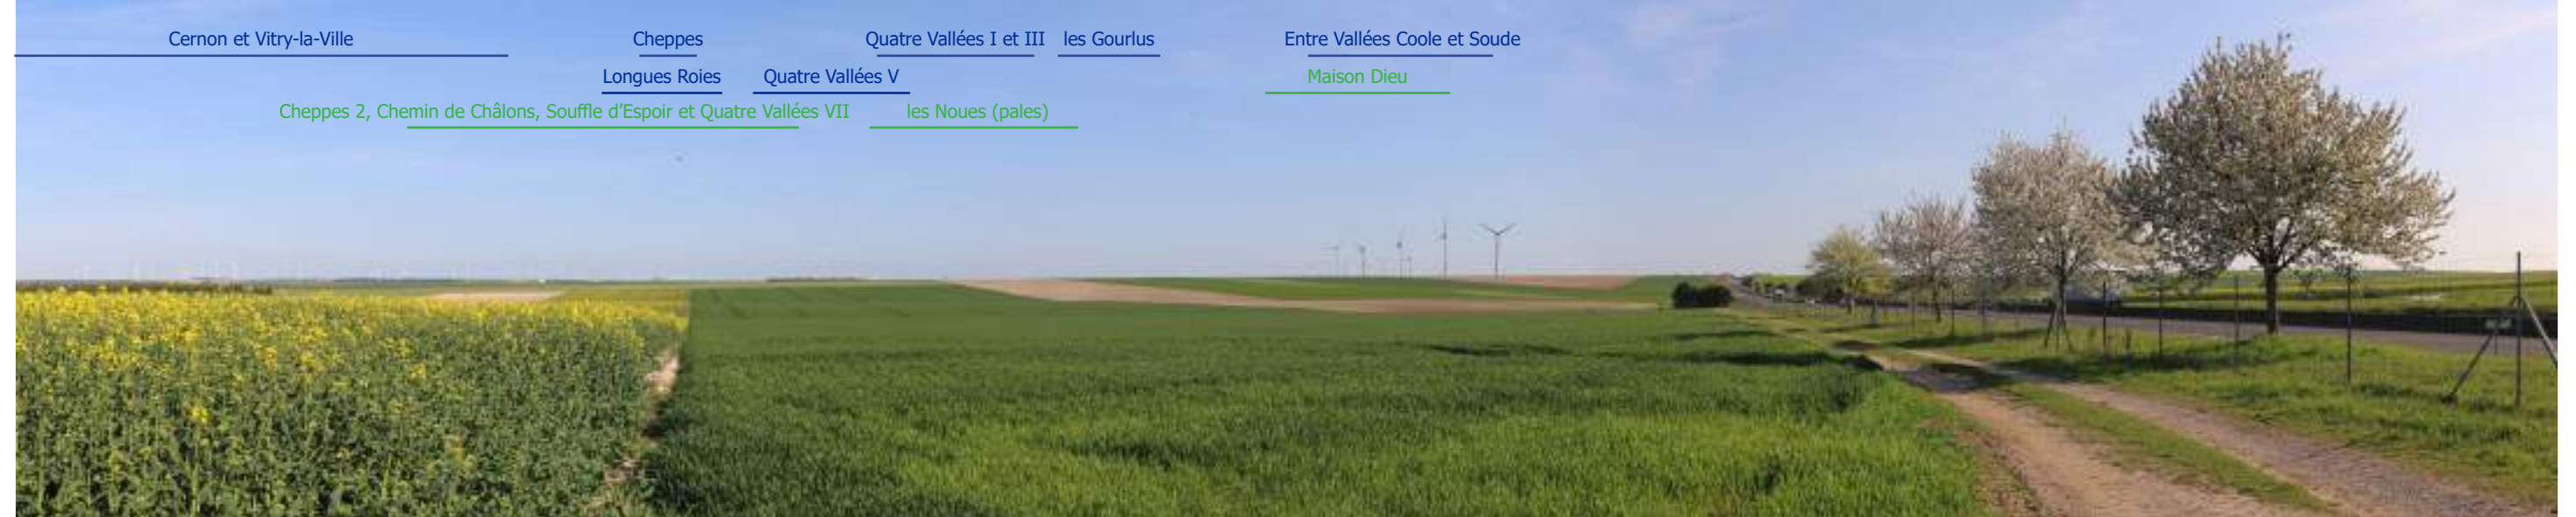 Cernon et Vitry-la-Ville
Cheppes
Quatre Vallées I et III
les Gourlus
Entre Vallées Coole et Soude
Longues Roies
Quatre Vallées V
Maison Dieu
Cheppes 2, Chemin de Châlons, Souffle d'Espoir et Quatre Vallées VII
les Noues (pales)